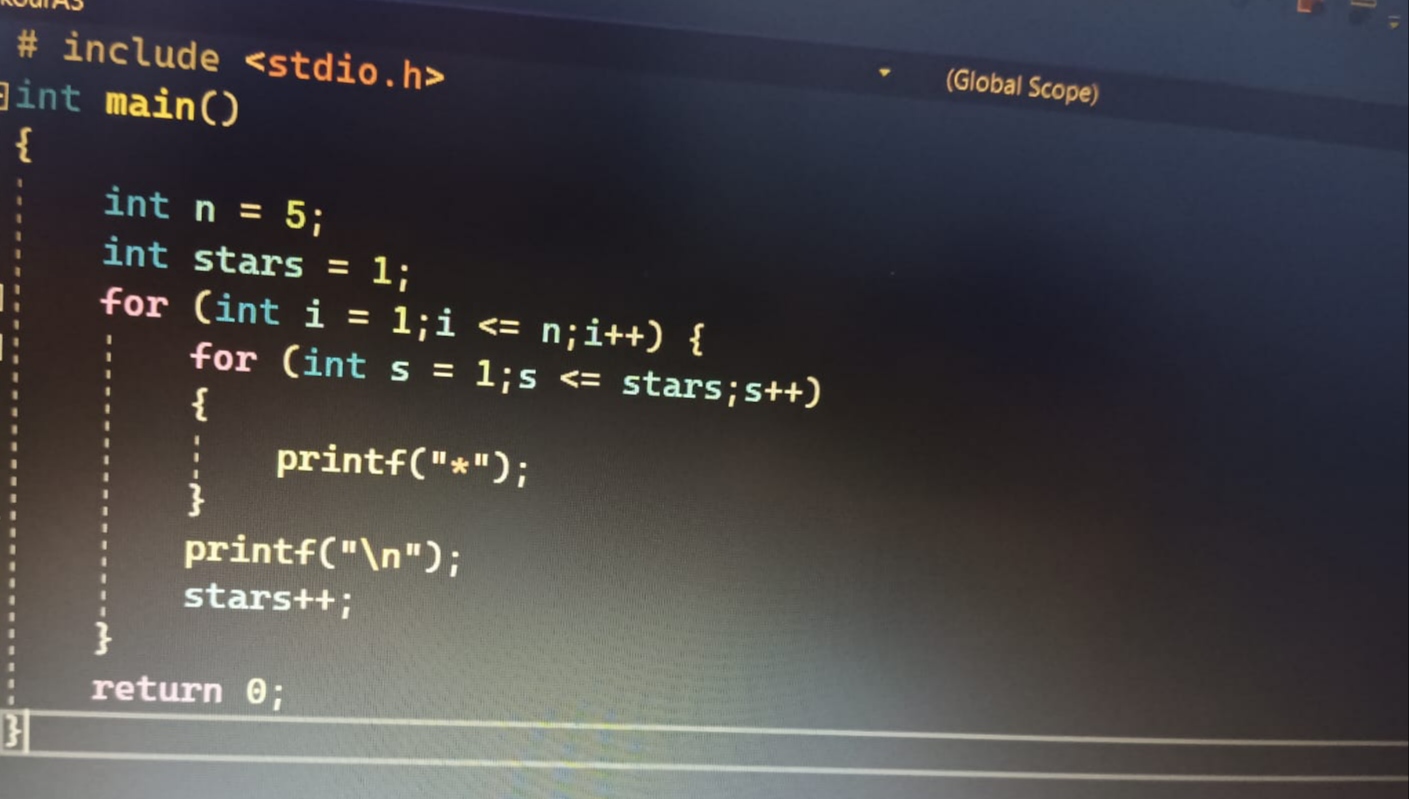 # include <stdio.h>
(Global Scope)
int main()
{
int n = 5;
int stars = 1;
for (int i = 1;i <= n;i++) {
for (int s = 1;s <= stars;s++)
{
printf("*");
}
printf("\n");
stars++;
}
return 0;
}